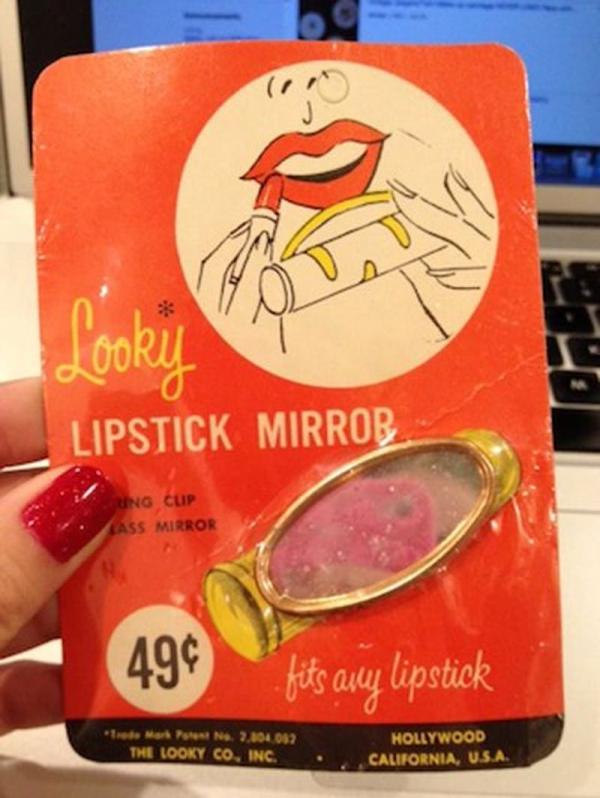 Looky*
LIPSTICK MIRROR
CLIP
MIRROR
49¢
fits any lipstick
*Trade Mark Patent No. 2,804,082
THE LOOKY CO., INC. • HOLLYWOOD
CALIFORNIA, U.S.A.